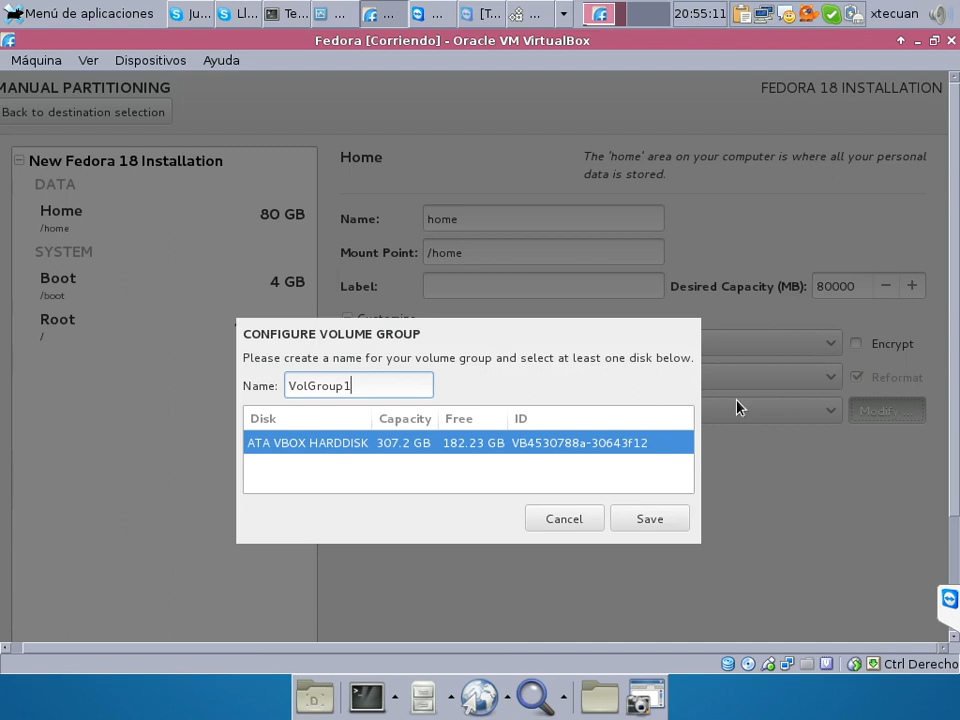 Menú de aplicaciones
Ju...
Ll...
Te...
...
...
...
[T...
...
20:55:11
xtecuan
Fedora [Corriendo] - Oracle VM VirtualBox
Máquina Ver Dispositivos Ayuda
MANUAL PARTITIONING
FEDORA 18 INSTALLATION
Back to destination selection
New Fedora 18 Installation
DATA
Home 80 GB
/home
SYSTEM
Boot 4 GB
/boot
Root
/
Home
The 'home' area on your computer is where all your personal
data is stored.
Name: home
Mount Point: /home
Label:
Desired Capacity (MB): 80000
Encrypt
Reformat
Modify...
CONFIGURE VOLUME GROUP
Please create a name for your volume group and select at least one disk below.
Name: VolGroup1
Disk Capacity Free ID
ATA VBOX HARDDISK 307.2 GB 182.23 GB VB4530788a-30643f12
Cancel Save
Ctrl Derecho